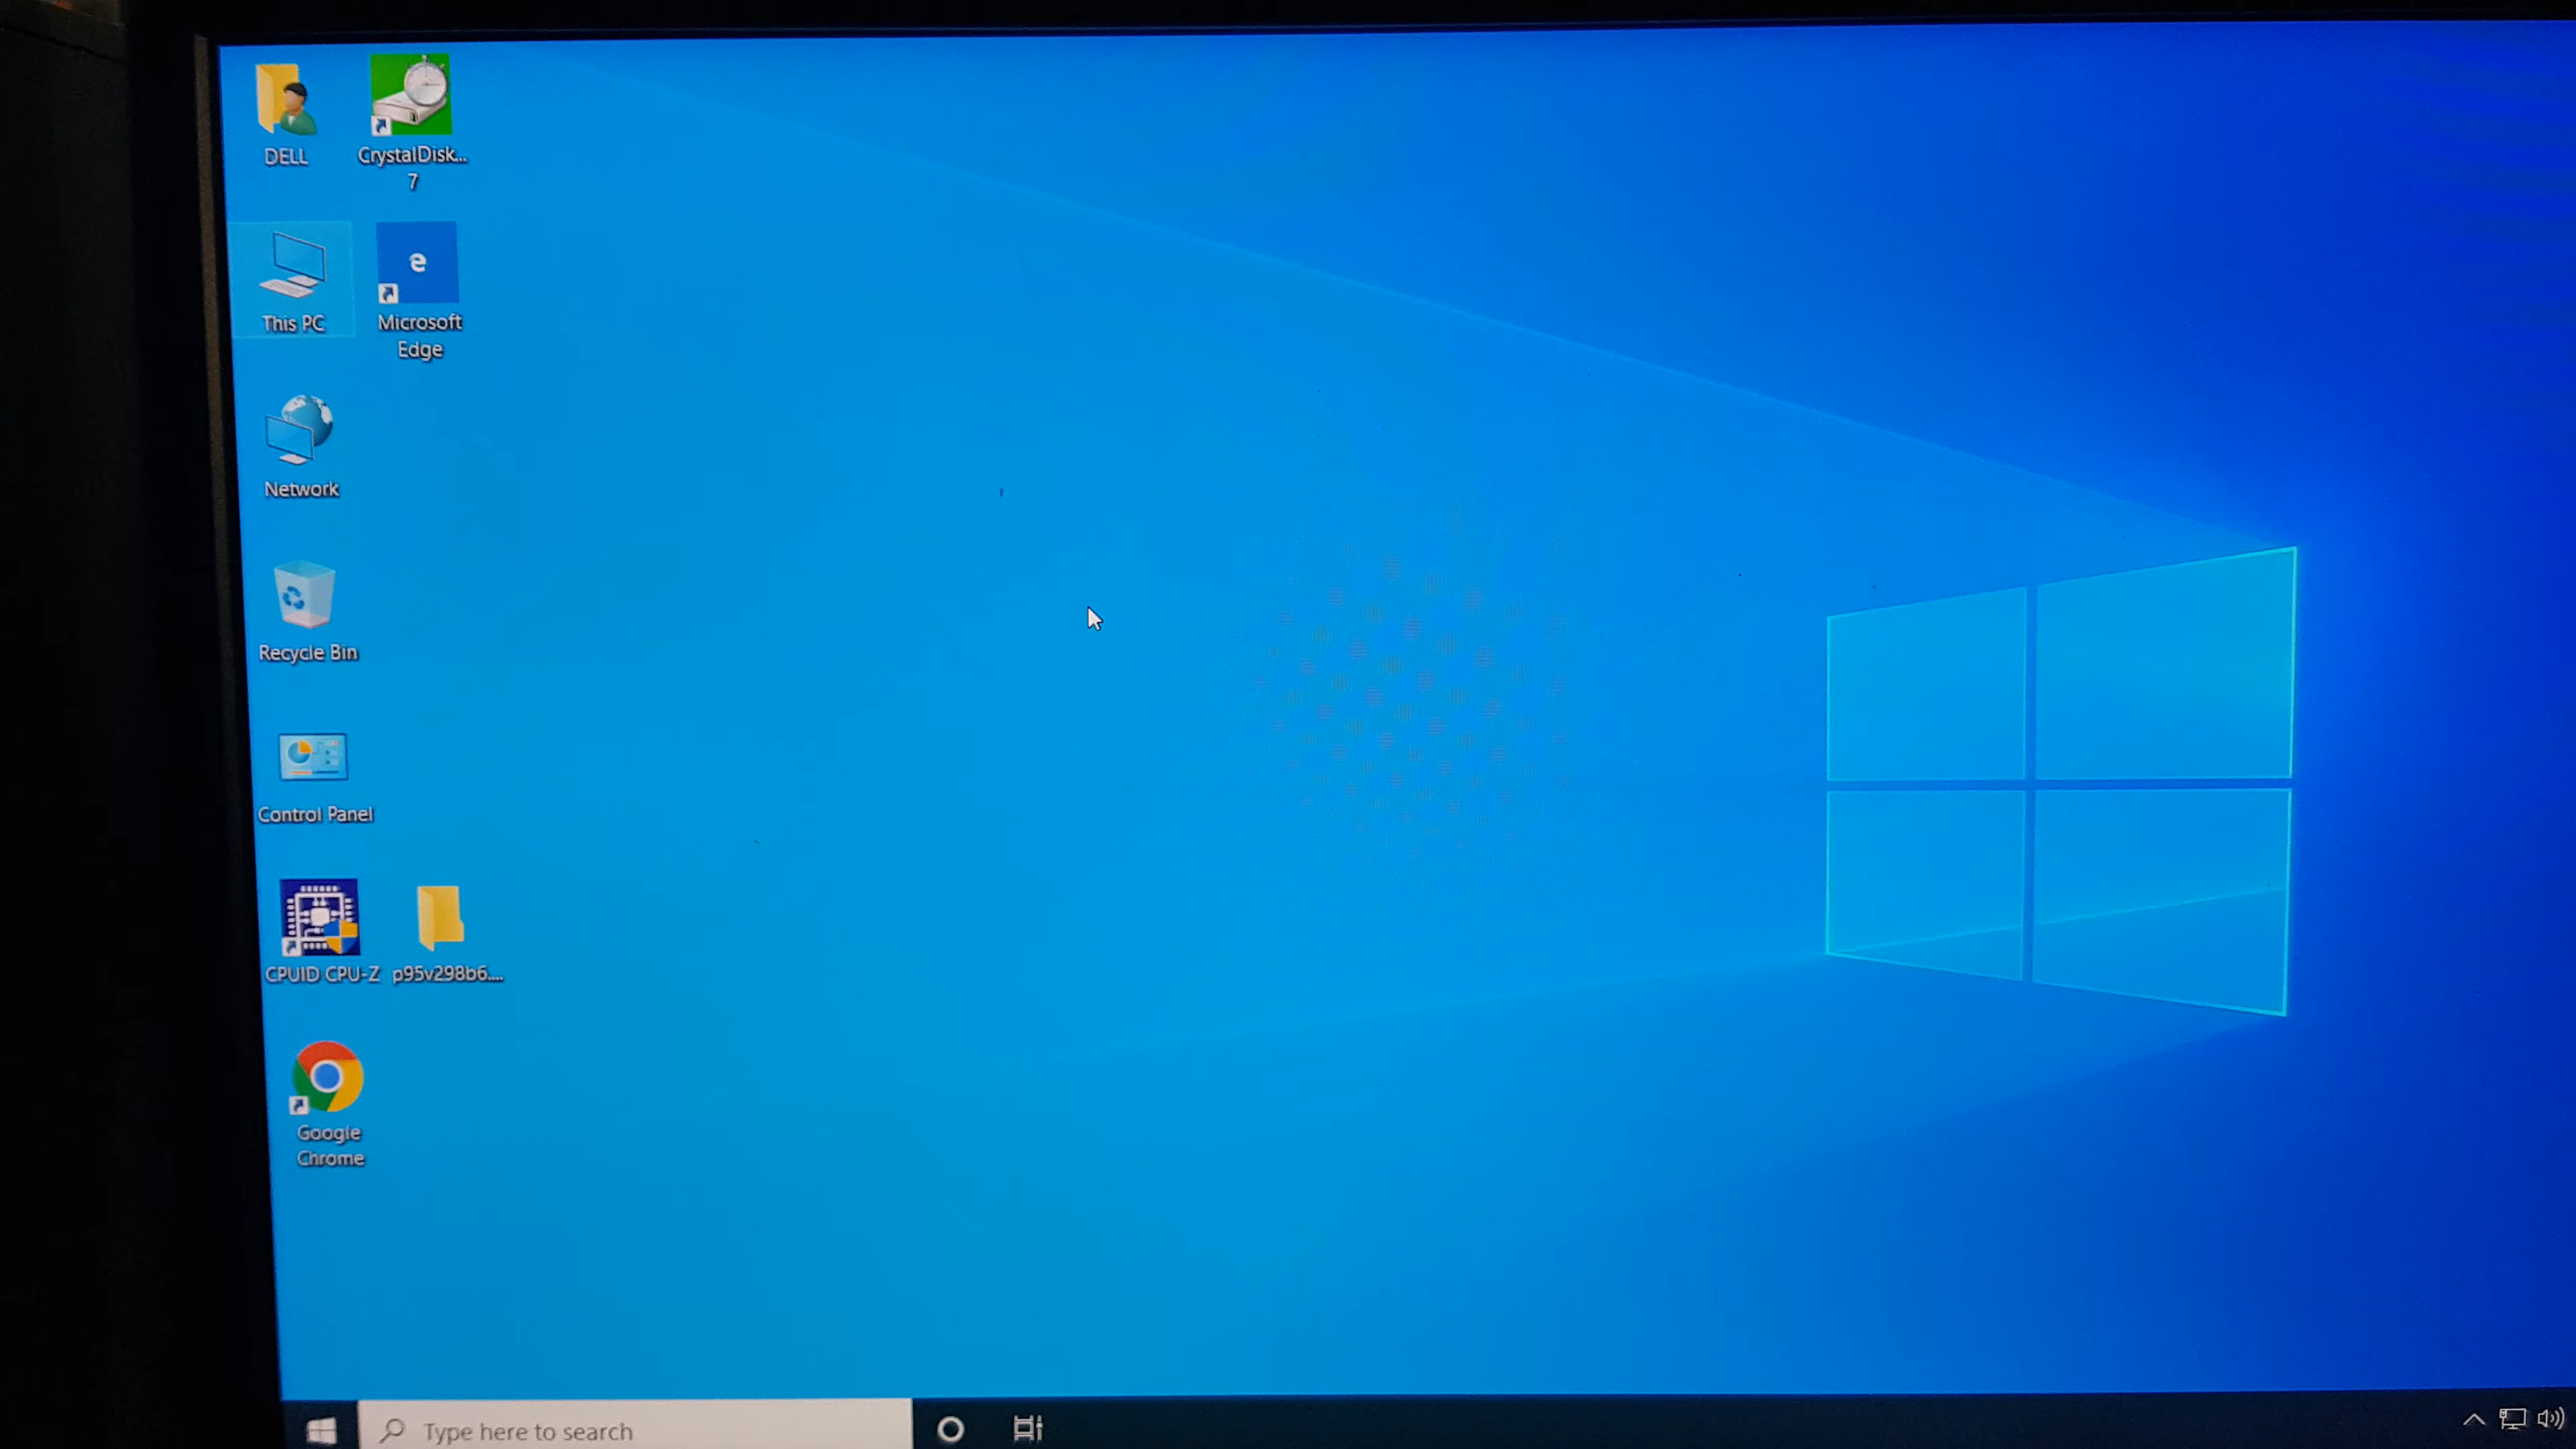 DELL
CrystalDisk...
7
This PC
Microsoft
Edge
Network
Recycle Bin
Control Panel
CPUID CPU-Z
p95v298b6....
Google
Chrome
Type here to search